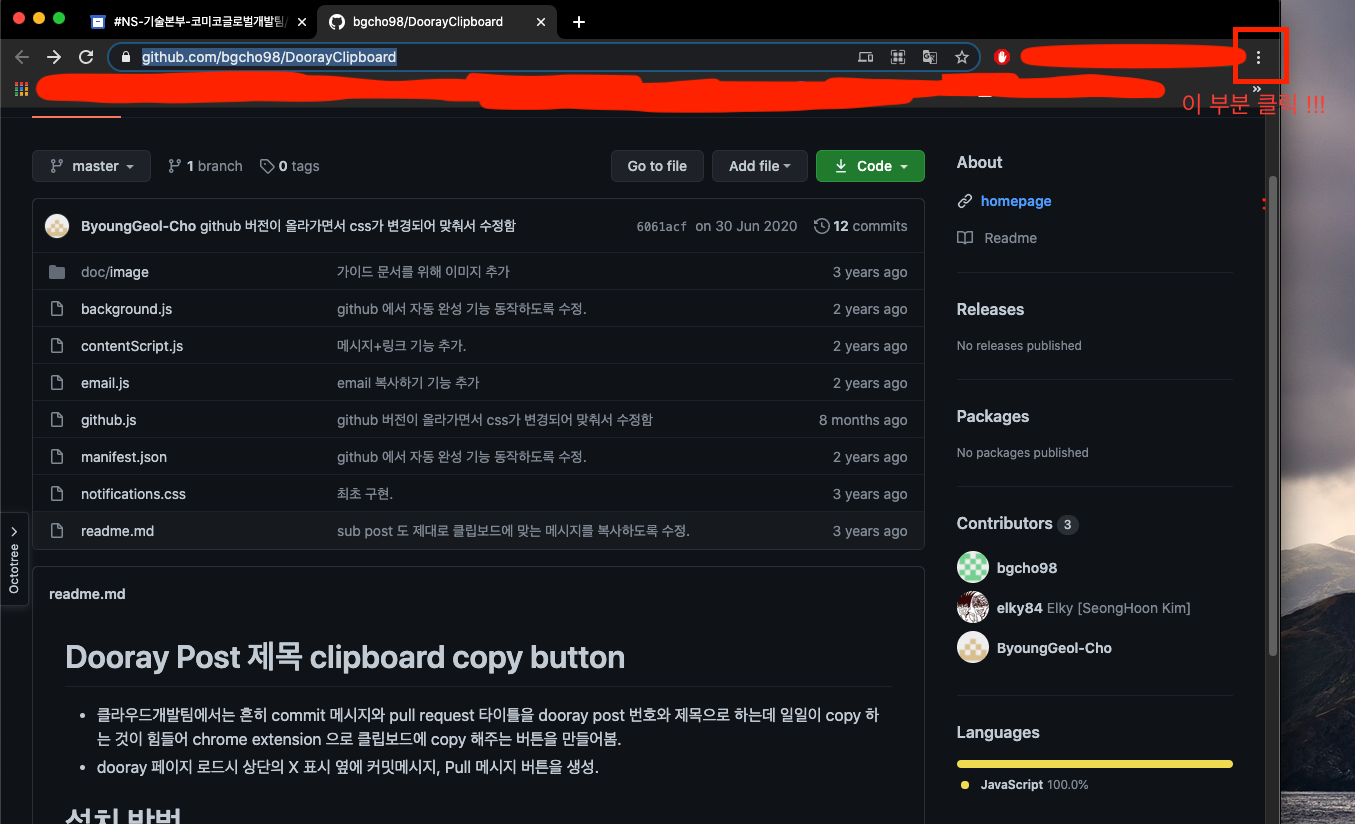 #NS-기술본부-코미코글로벌개발팀/
bgcho98/DoorayClipboard
github.com/bgcho98/DoorayClipboard
이 부분 클릭 !!!
master
1 branch
0 tags
Go to file
Add file
Code
ByoungGeol-Cho github 버전이 올라가면서 css가 변경되어 맞춰서 수정함
6061acf on 30 Jun 2020
12 commits
doc/image
가이드 문서를 위해 이미지 추가
3 years ago
background.js
github 에서 자동 완성 기능 동작하도록 수정.
2 years ago
contentScript.js
메시지+링크 기능 추가.
2 years ago
email.js
email 복사하기 기능 추가
2 years ago
github.js
github 버전이 올라가면서 css가 변경되어 맞춰서 수정함
8 months ago
manifest.json
github 에서 자동 완성 기능 동작하도록 수정.
2 years ago
notifications.css
최초 구현.
3 years ago
readme.md
sub post 도 제대로 클립보드에 맞는 메시지를 복사하도록 수정.
3 years ago
Octotree
readme.md
Dooray Post 제목 clipboard copy button
클라우드개발팀에서는 흔히 commit 메시지와 pull request 타이틀을 dooray post 번호와 제목으로 하는데 일일이 copy 하
는 것이 힘들어 chrome extension 으로 클립보드에 copy 해주는 버튼을 만들어봄.
dooray 페이지 로드시 상단의 X 표시 옆에 커밋메시지, Pull 메시지 버튼을 생성.
설치 방법
About
homepage
Readme
Releases
No releases published
Packages
No packages published
Contributors 3
bgcho98
elky84 Elky [SeongHoon Kim]
ByoungGeol-Cho
Languages
JavaScript 100.0%